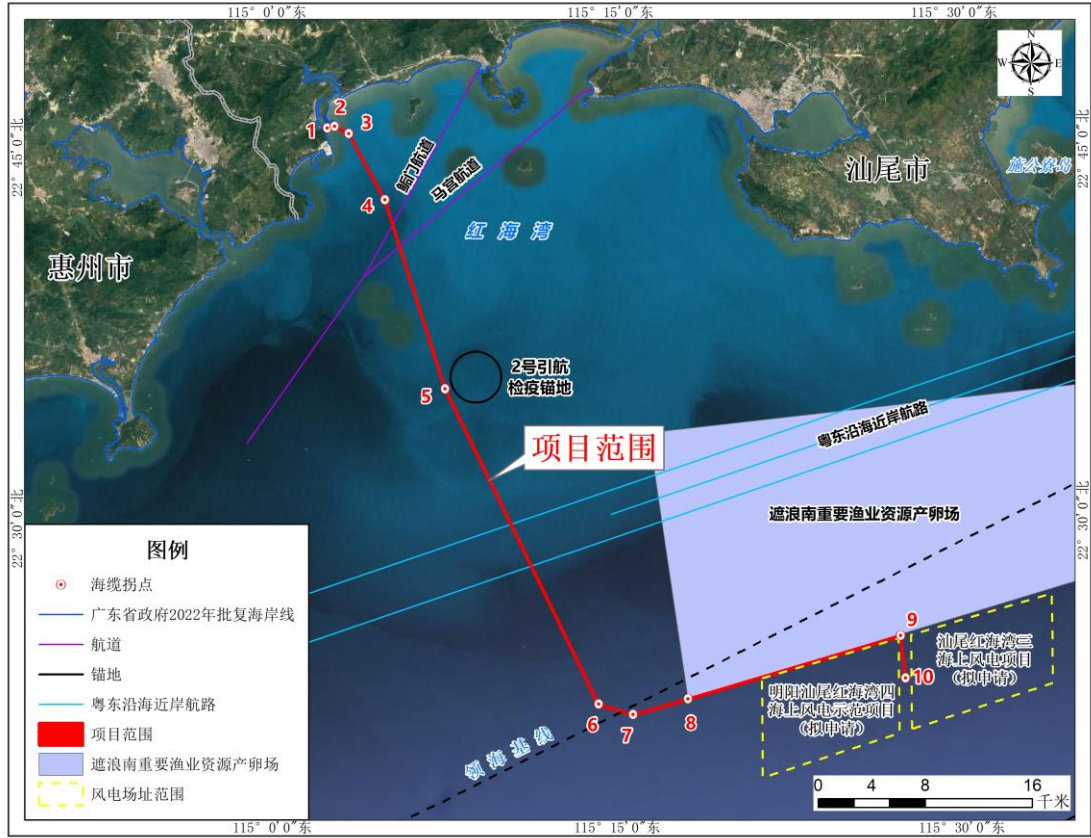 115° 0′0″东
115° 15′0″东
115° 30′0″东
N
W
E
S
22° 45′0″北
22° 45′0″北
1
2
3
4
鲘门航道
马宫航道
红海湾
汕尾市
施公寮岛
惠州市
5
2号引航
检疫锚地
项目范围
粤东沿海近岸航路
遮浪南重要渔业资源产卵场
22° 30′0″北
22° 30′0″北
6
7
8
9
10
领海基线
汕尾红海湾三
海上风电项目
（拟申请）
明阳汕尾红海湾四
海上风电示范项目
（拟申请）
图例
海缆拐点
广东省政府2022年批复海岸线
航道
锚地
粤东沿海近岸航路
项目范围
遮浪南重要渔业资源产卵场
风电场址范围
0 4 8 16
千米
115° 0′0″东
115° 15′0″东
115° 30′0″东